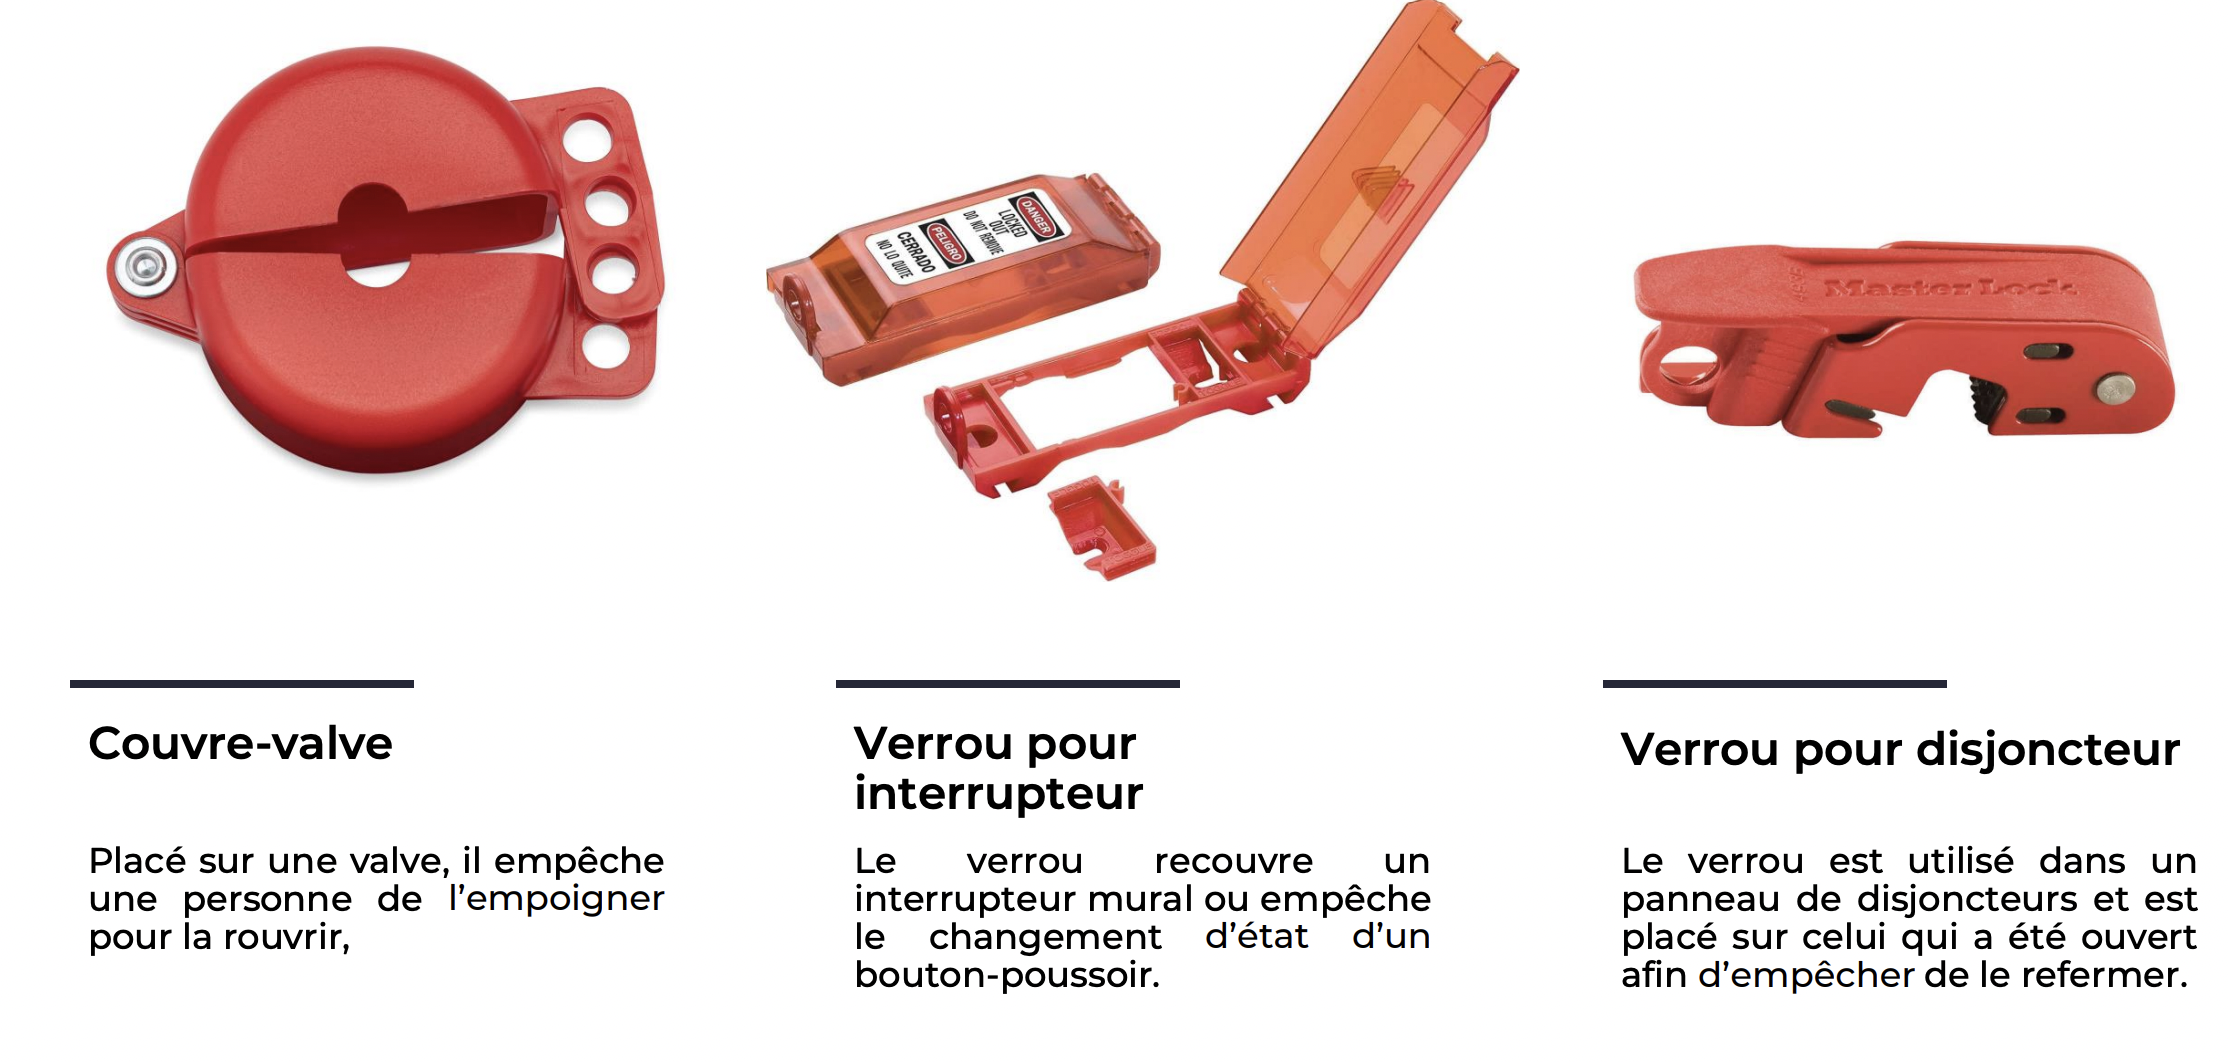 DANGER
LOCKED
OUT
DO NOT REMOVE
PELIGRO
CERRADO
NO LO QUITE
Master Lock
Couvre-valve
Placé sur une valve, il empêche
une personne de l’empoigner
pour la rouvrir,
Verrou pour
interrupteur
Le verrou recouvre un
interrupteur mural ou empêche
le changement d’état d’un
bouton-poussoir.
Verrou pour disjoncteur
Le verrou est utilisé dans un
panneau de disjoncteurs et est
placé sur celui qui a été ouvert
afin d’empêcher de le refermer.